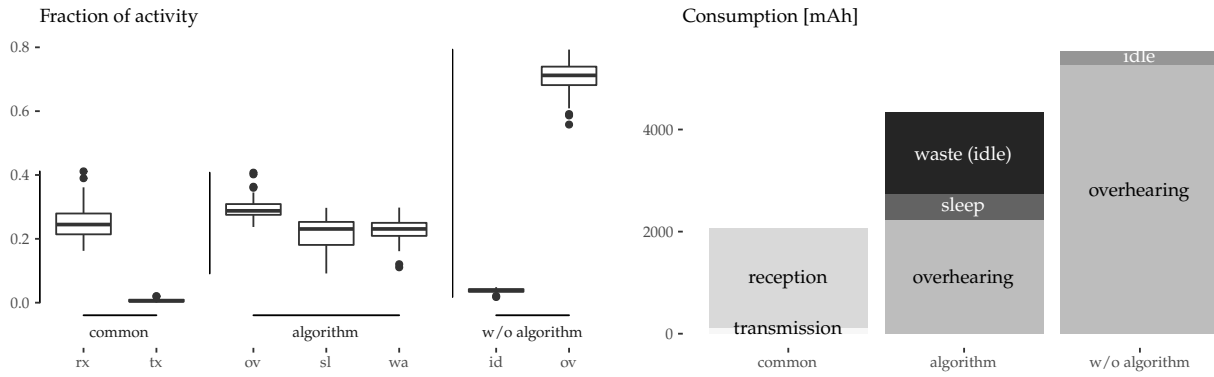 Fraction of activity
0.8
0.6
0.4
0.2
0.0
common
algorithm
w/o algorithm
rx
tx
ov
sl
wa
id
ov
Consumption [mAh]
4000
2000
0
reception
transmission
waste (idle)
sleep
overhearing
idle
overhearing
common
algorithm
w/o algorithm